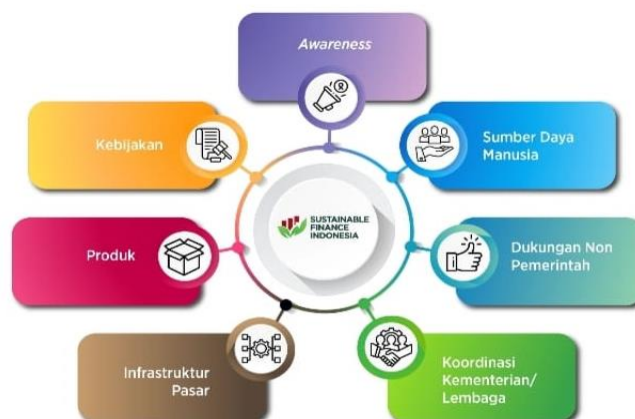 Awareness
Kebijakan
Sumber Daya
Manusia
SUSTAINABLE
FINANCE
INDONESIA
Produk
Dukungan Non
Pemerintah
Infrastruktur
Pasar
Koordinasi
Kementerian/
Lembaga